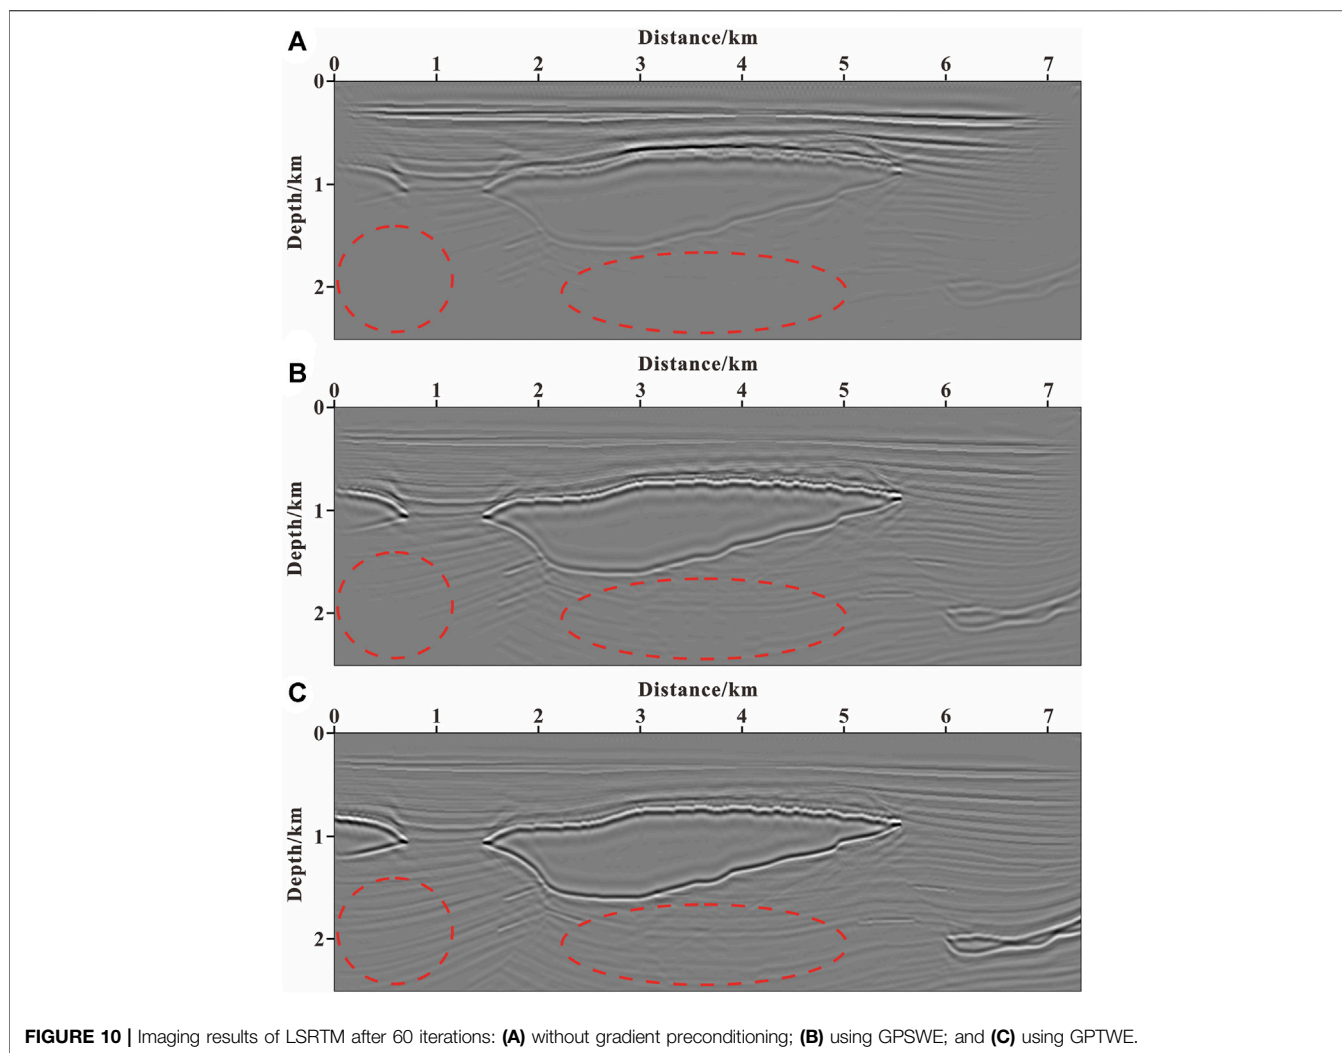 A
Distance/km
0 1 2 3 4 5 6 7
Depth/km
0
1
2
B
Distance/km
0 1 2 3 4 5 6 7
Depth/km
0
1
2
C
Distance/km
0 1 2 3 4 5 6 7
Depth/km
0
1
2
FIGURE 10 | Imaging results of LSRTM after 60 iterations: (A) without gradient preconditioning; (B) using GPSWE; and (C) using GPTWE.